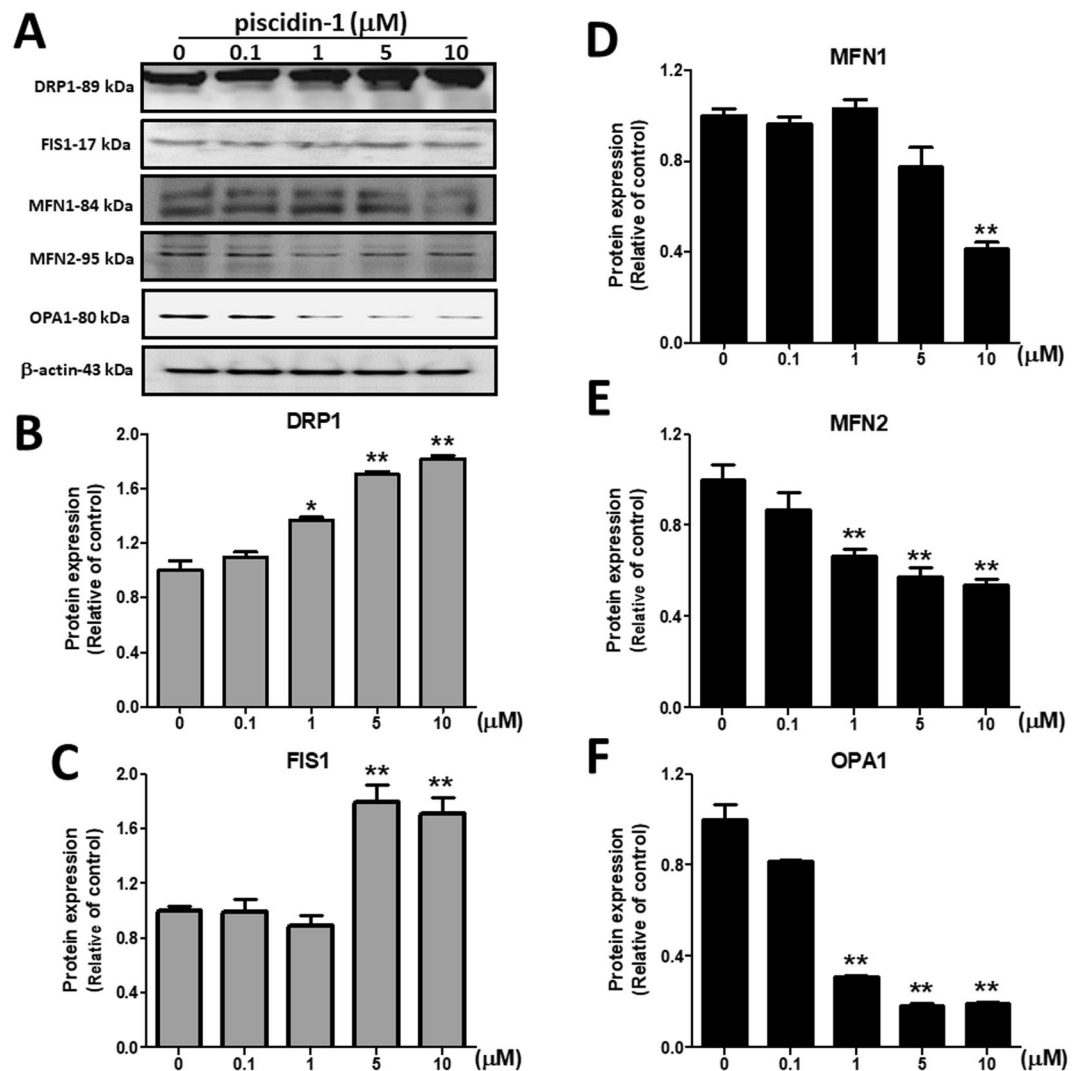 A
piscidin-1 (μM)
0 0.1 1 5 10
DRP1-89 kDa
FIS1-17 kDa
MFN1-84 kDa
MFN2-95 kDa
OPA1-80 kDa
β-actin-43 kDa
B
DRP1
Protein expression
(Relative of control)
2.0
1.6
1.2
0.8
0.4
0.0
*
**
**
0 0.1 1 5 10 (μM)
C
FIS1
Protein expression
(Relative of control)
2.0
1.6
1.2
0.8
0.4
0.0
**
**
0 0.1 1 5 10 (μM)
D
MFN1
Protein expression
(Relative of control)
1.2
0.8
0.4
0.0
**
0 0.1 1 5 10 (μM)
E
MFN2
Protein expression
(Relative of control)
1.2
0.8
0.4
0.0
**
**
**
0 0.1 1 5 10 (μM)
F
OPA1
Protein expression
(Relative of control)
1.2
0.8
0.4
0.0
**
**
**
0 0.1 1 5 10 (μM)